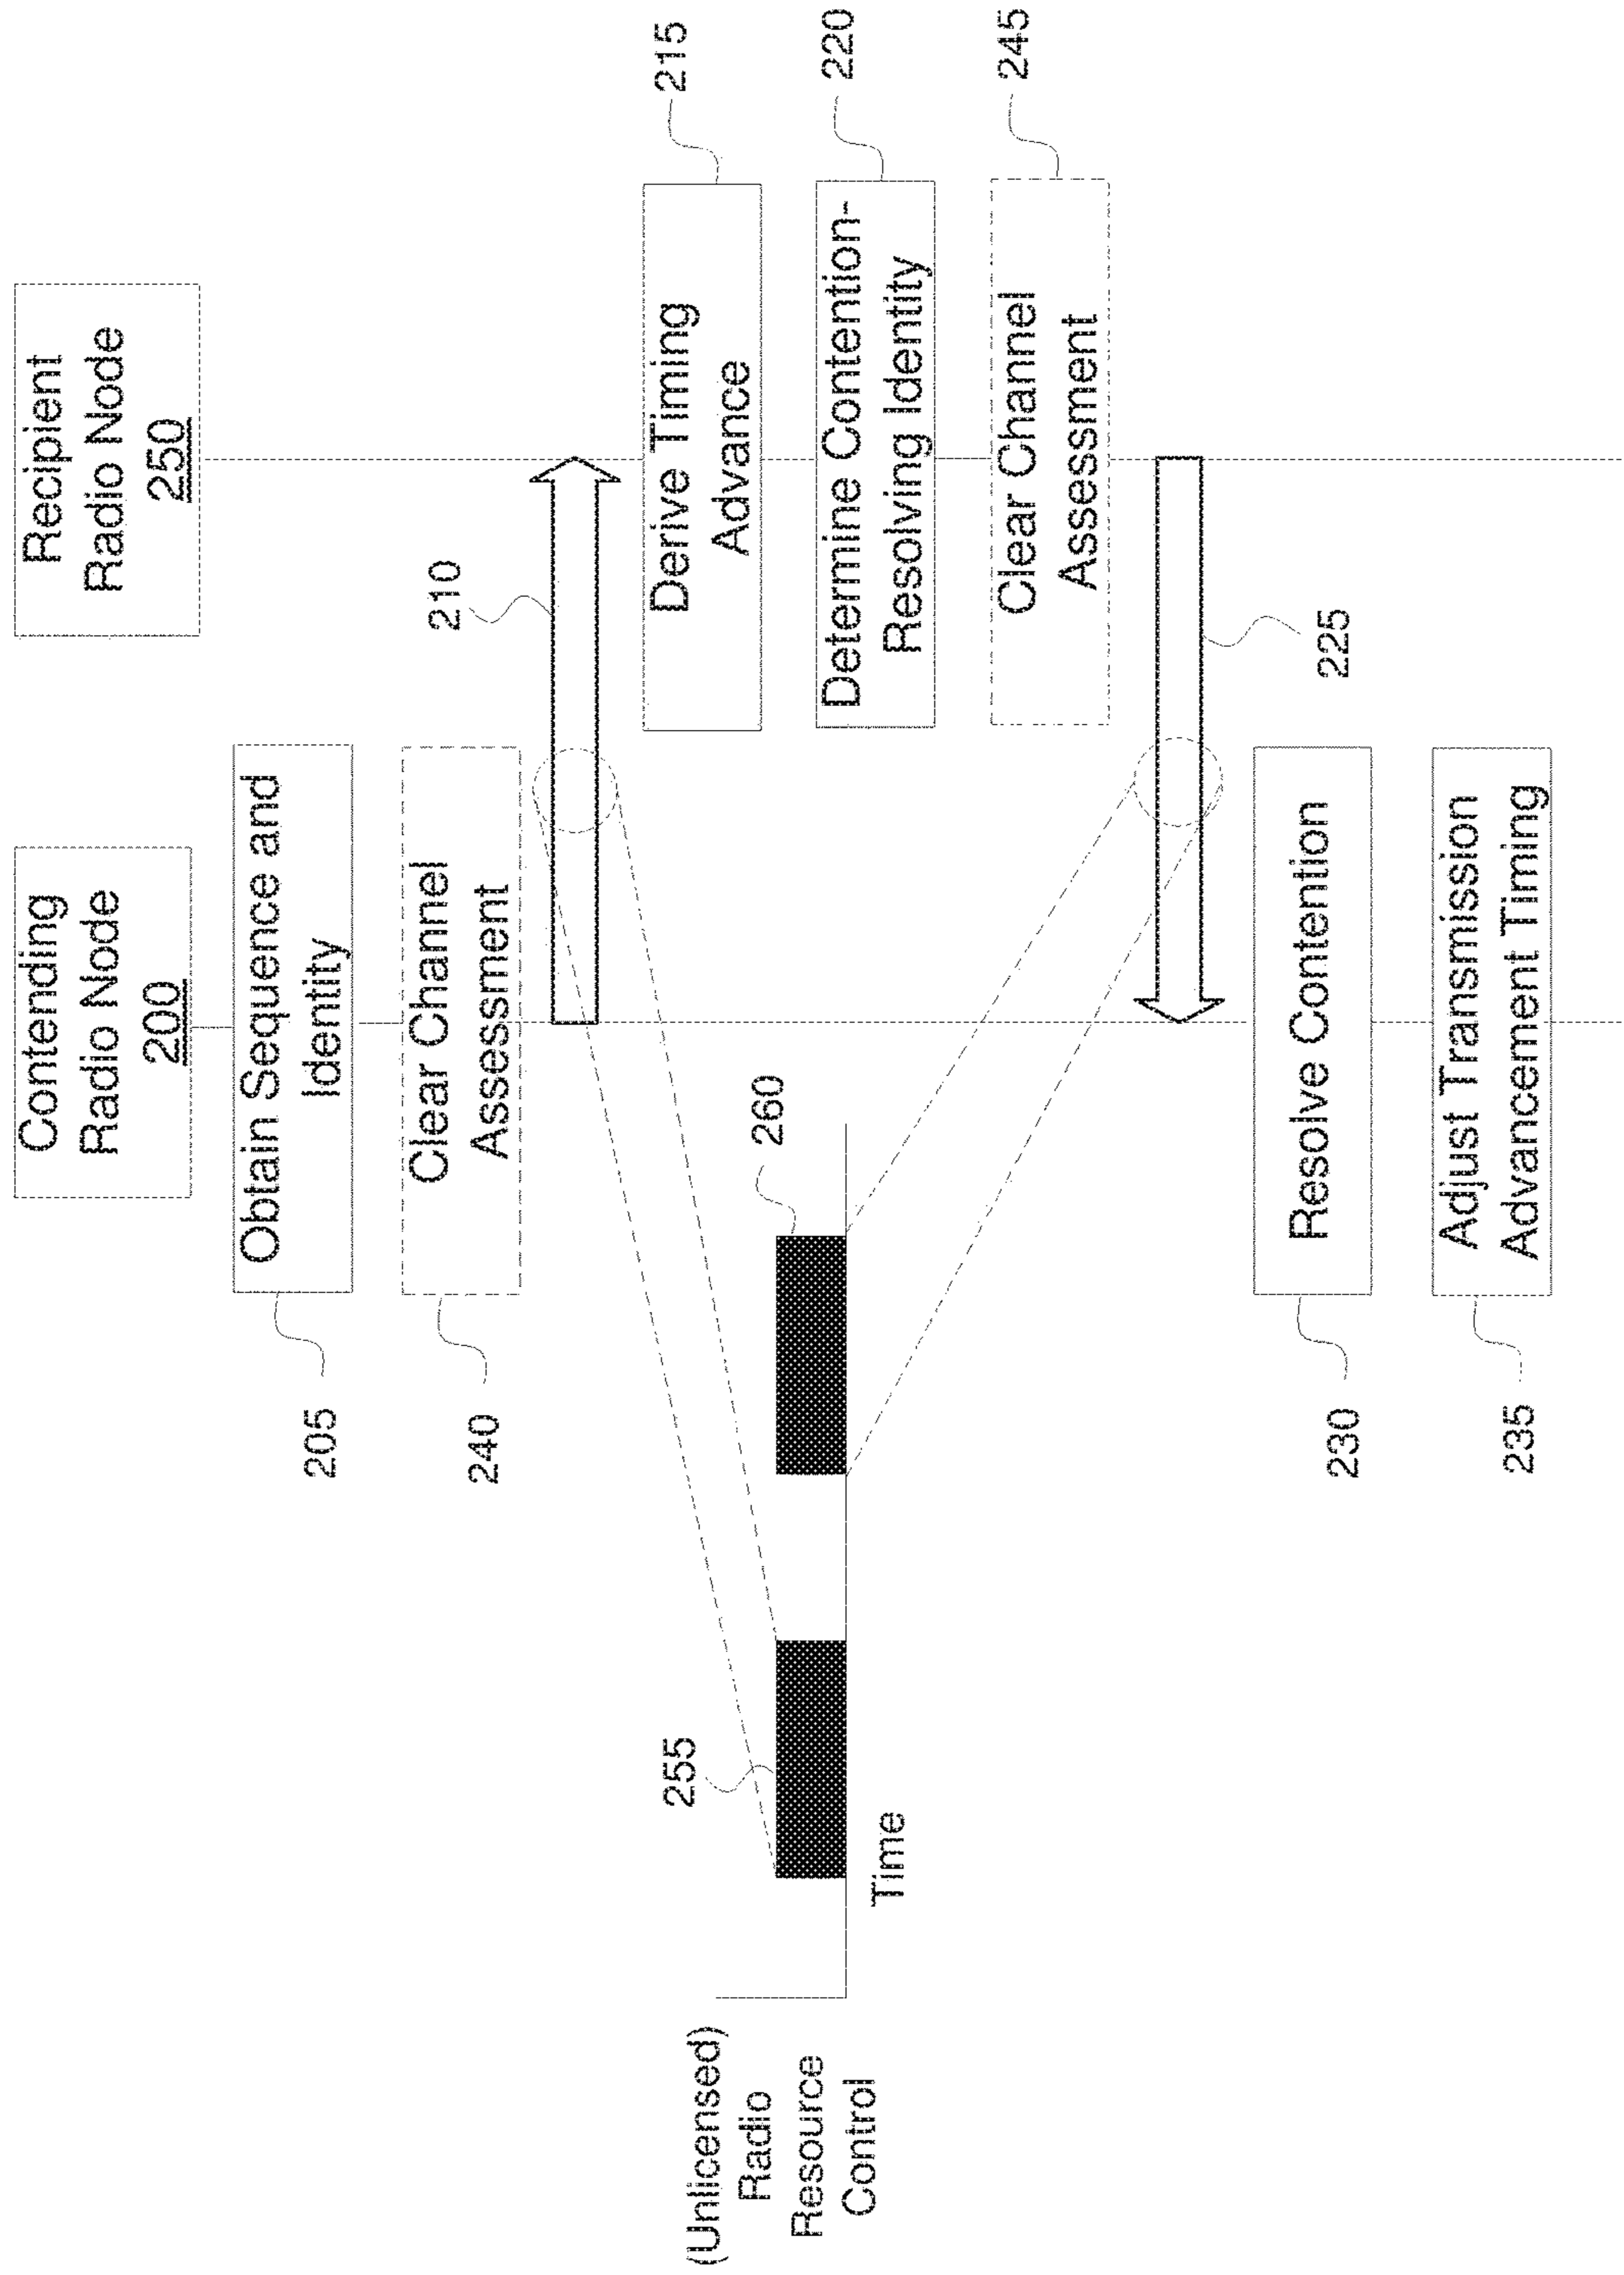 Contending
Radio Node
200
Recipient
Radio Node
250
Obtain Sequence and
Identity
205
Clear Channel
Assessment
240
210
Derive Timing
Advance
215
Determine Contention-
Resolving Identity
220
Clear Channel
Assessment
245
225
(Unlicensed)
Radio
Resource
Control
255
260
Time
Resolve Contention
230
Adjust Transmission
Advancement Timing
235